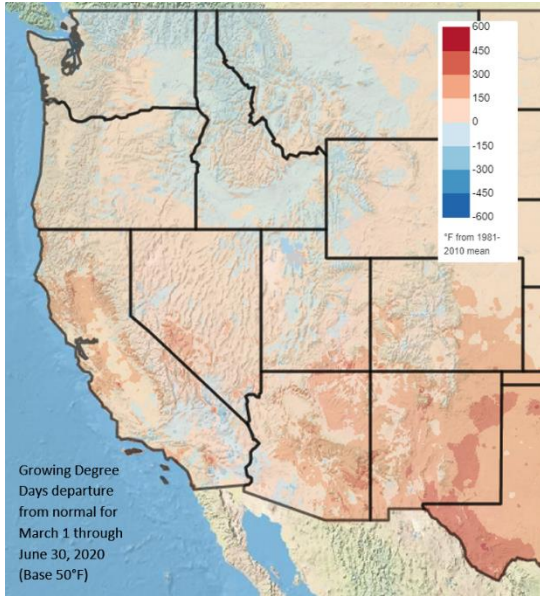 600
450
300
150
0
-150
-300
-450
-600
°F from 1981-
2010 mean
Growing Degree
Days departure
from normal for
March 1 through
June 30, 2020
(Base 50°F)